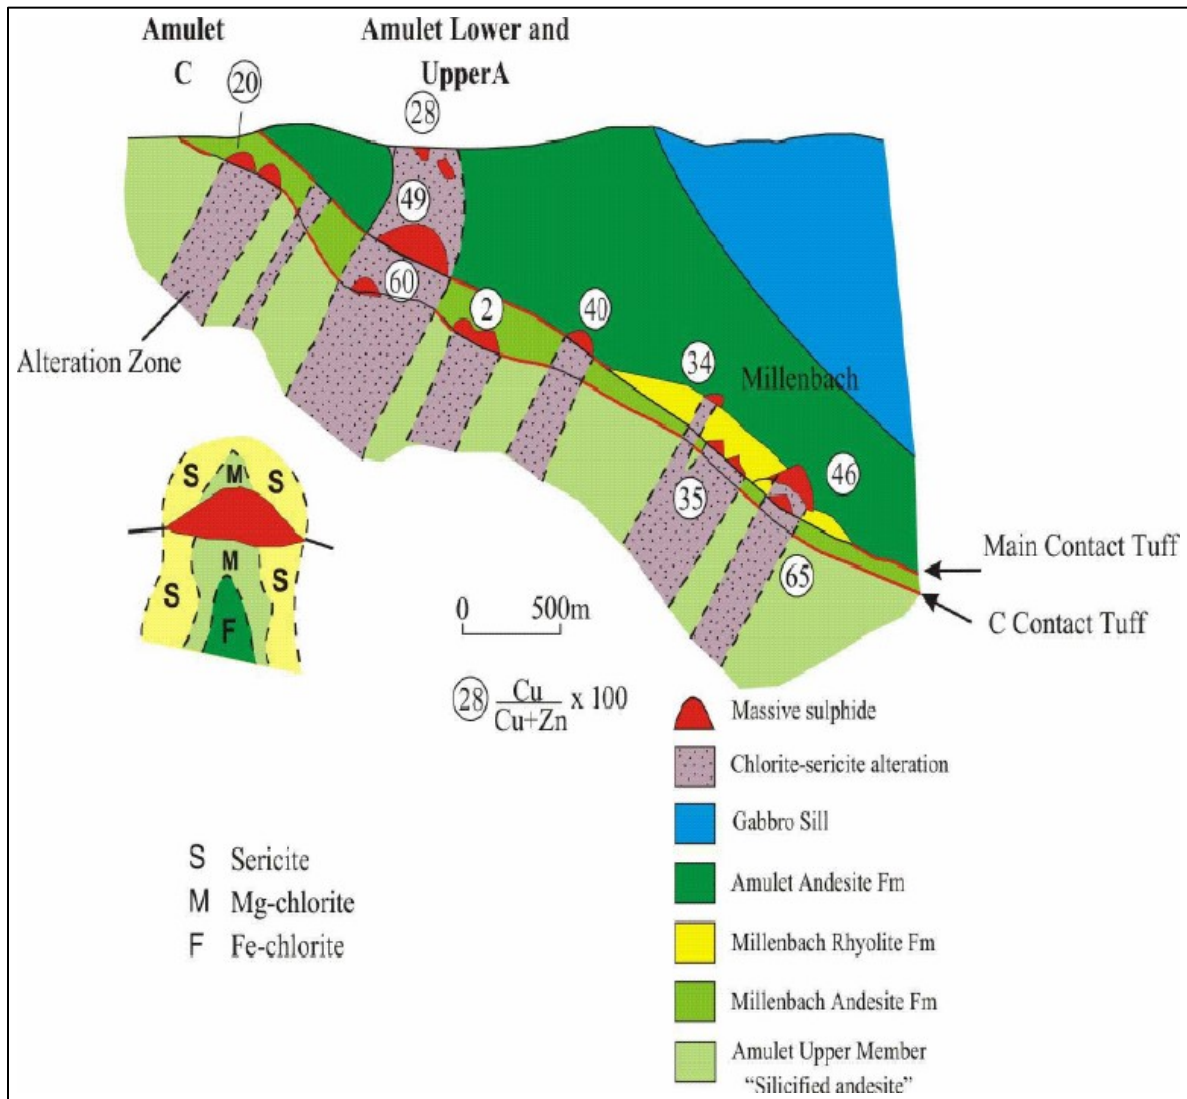 Amulet
C
Amulet Lower and
UpperA
20
28
49
60
2
40
34
Millenbach
46
35
65
Alteration Zone
Main Contact Tuff
C Contact Tuff
S
M
S
M
S
S
F
0 500m
28 Cu/Cu+Zn x 100
S Sericite
M Mg-chlorite
F Fe-chlorite
Massive sulphide
Chlorite-sericite alteration
Gabbro Sill
Amulet Andesite Fm
Millenbach Rhyolite Fm
Millenbach Andesite Fm
Amulet Upper Member
“Silicified andesite”